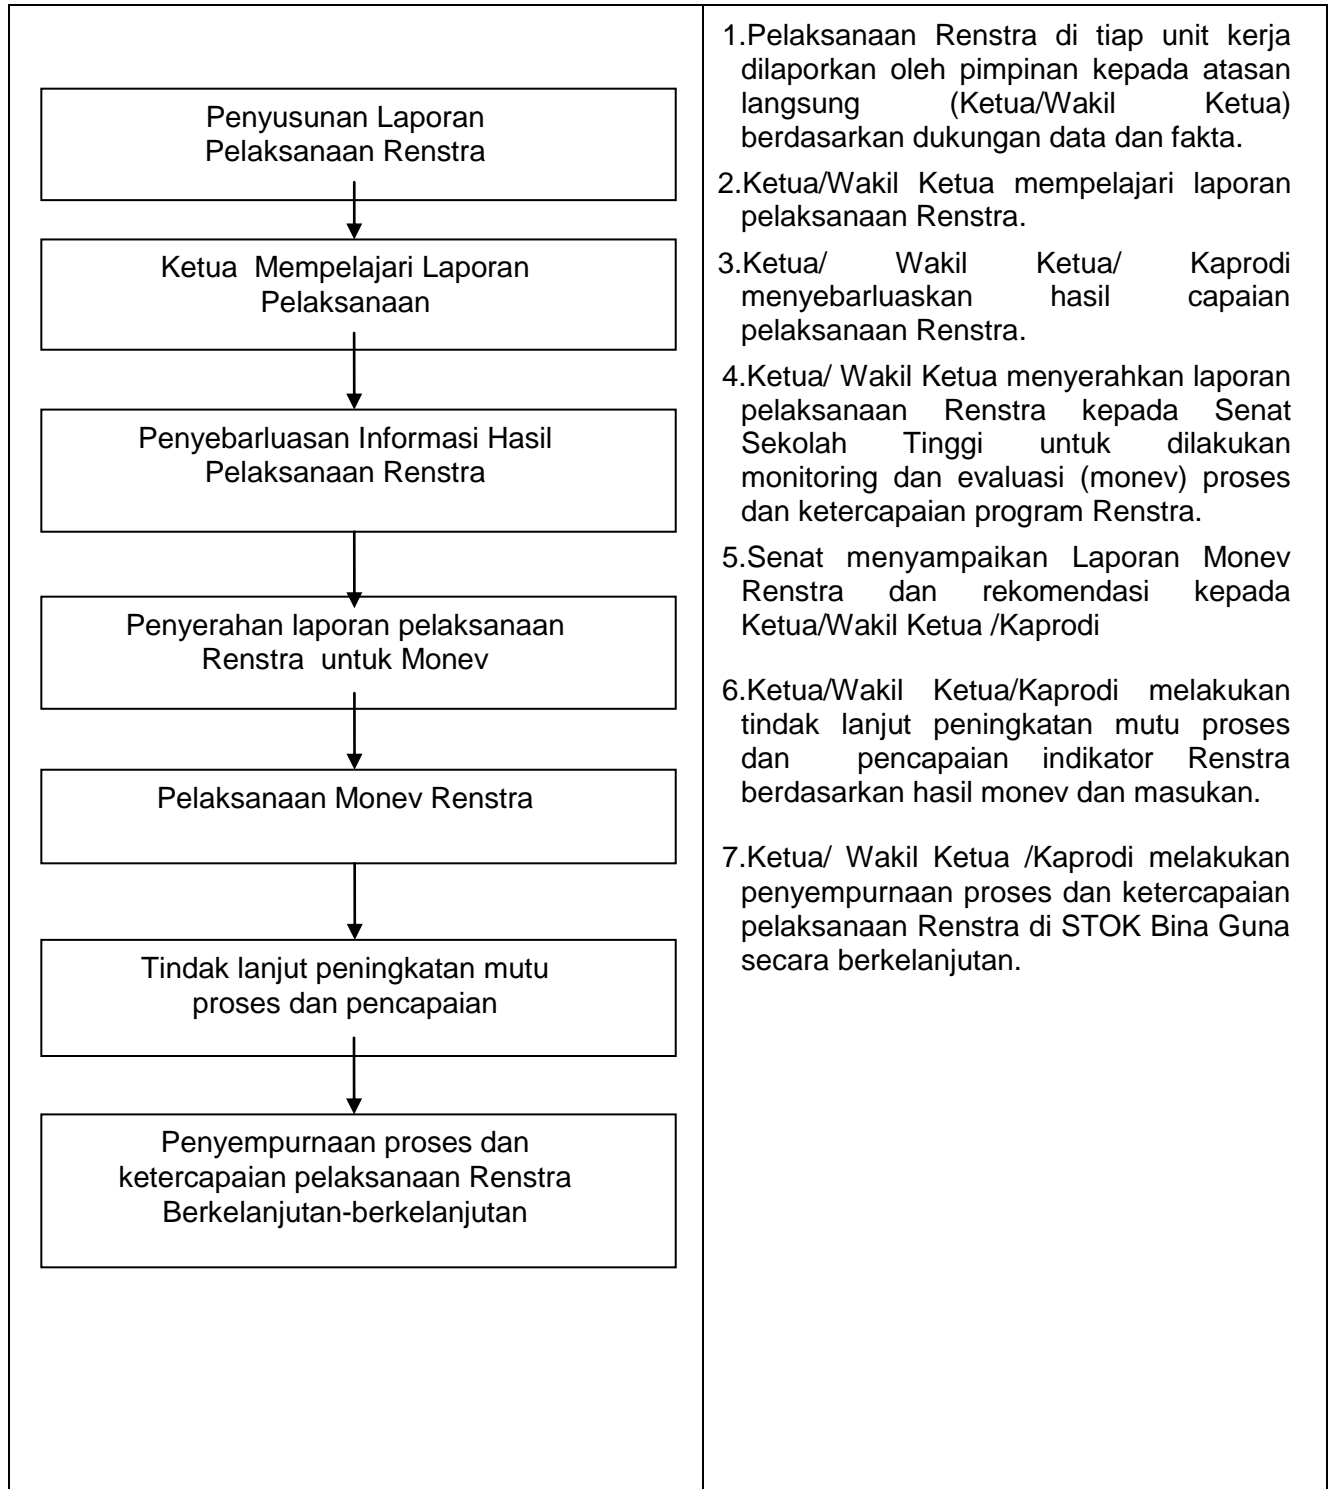 Penyusunan Laporan
Pelaksanaan Renstra
Ketua  Mempelajari Laporan
Pelaksanaan
Penyebarluasan Informasi Hasil
Pelaksanaan Renstra
Penyerahan laporan pelaksanaan
Renstra  untuk Monev
Pelaksanaan Monev Renstra
Tindak lanjut peningkatan mutu
proses dan pencapaian
Penyempurnaan proses dan
ketercapaian pelaksanaan Renstra
Berkelanjutan-berkelanjutan
1.Pelaksanaan Renstra di tiap unit kerja
dilaporkan oleh pimpinan kepada atasan
langsung (Ketua/Wakil Ketua)
berdasarkan dukungan data dan fakta.
2.Ketua/Wakil Ketua mempelajari laporan
pelaksanaan Renstra.
3.Ketua/ Wakil Ketua/ Kaprodi
menyebarluaskan hasil capaian
pelaksanaan Renstra.
4.Ketua/ Wakil Ketua menyerahkan laporan
pelaksanaan Renstra kepada Senat
Sekolah Tinggi untuk dilakukan
monitoring dan evaluasi (monev) proses
dan ketercapaian program Renstra.
5.Senat menyampaikan Laporan Monev
Renstra dan rekomendasi kepada
Ketua/Wakil Ketua /Kaprodi
6.Ketua/Wakil Ketua/Kaprodi melakukan
tindak lanjut peningkatan mutu proses
dan pencapaian indikator Renstra
berdasarkan hasil monev dan masukan.
7.Ketua/ Wakil Ketua /Kaprodi melakukan
penyempurnaan proses dan ketercapaian
pelaksanaan Renstra di STOK Bina Guna
secara berkelanjutan.